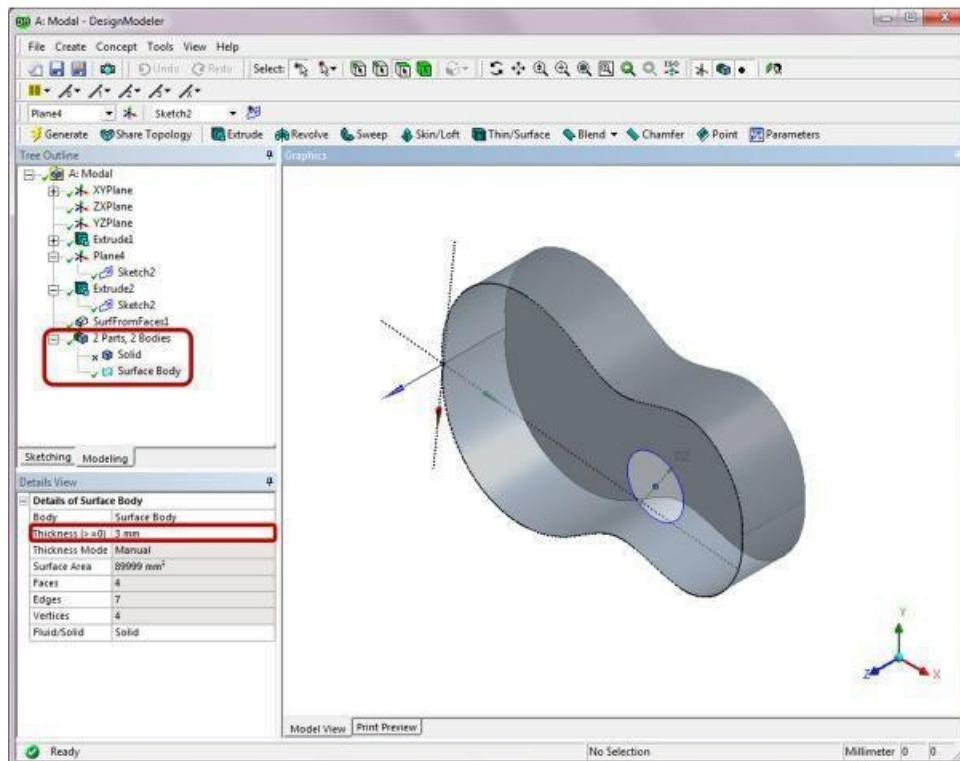 A: Modal - DesignModeler
File Create Concept Tools View Help
Undo Redo Select:
Plane4 Sketch2
Generate Share Topology Extrude Revolve Sweep Skin/Loft Thin/Surface Blend Chamfer Point Parameters
Tree Outline
Graphics
A: Modal
XYPlane
ZXPlane
YZPlane
Extrude1
Plane4
Sketch2
Extrude2
Sketch2
SurfFromFaces1
2 Parts, 2 Bodies
Solid
Surface Body
Sketching Modeling
Details View
Details of Surface Body
Body Surface Body
Thickness (>=0) 3 mm
Thickness Mode Manual
Surface Area 89999 mm²
Faces 4
Edges 7
Vertices 4
Fluid/Solid Solid
Y
Z X
Model View Print Preview
Ready No Selection Millimeter 0 0